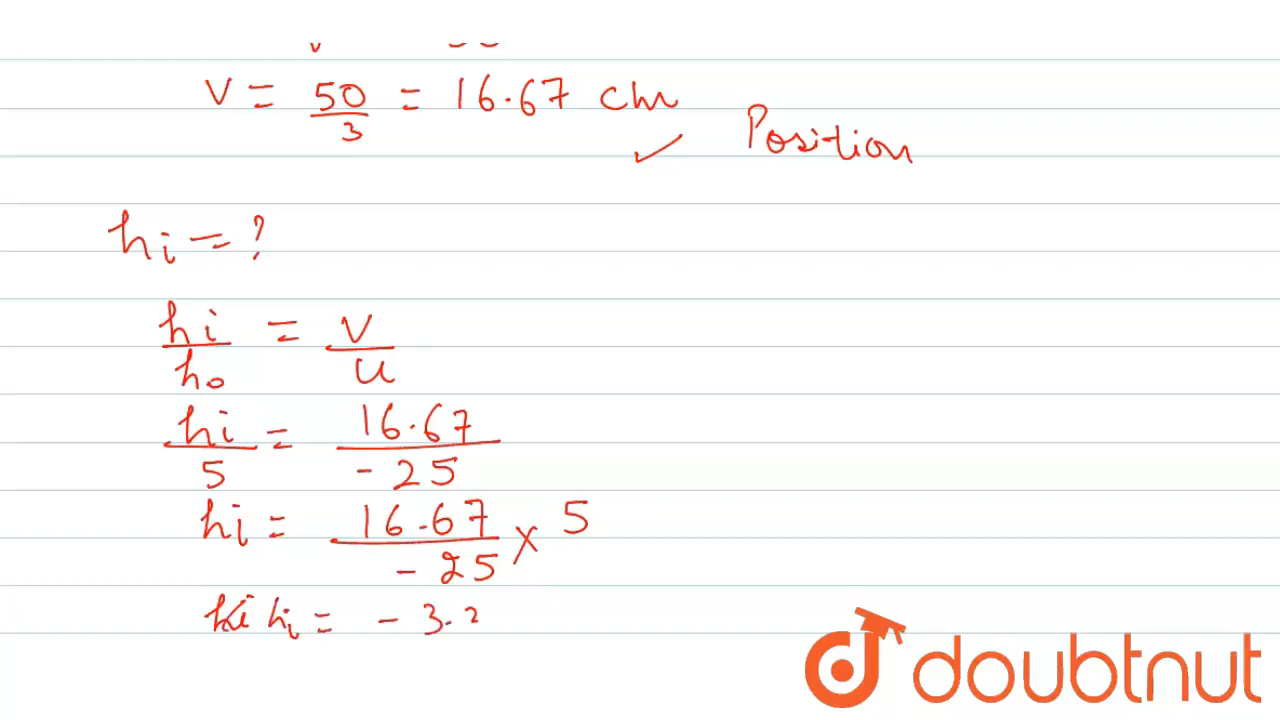 v = 50/3 = 16.67 cm
✓ Position
hi = ?
hi/ho = v/u
hi/5 = 16.67/-25
hi = 16.67/-25 × 5
hi = - 3.
doubtnut